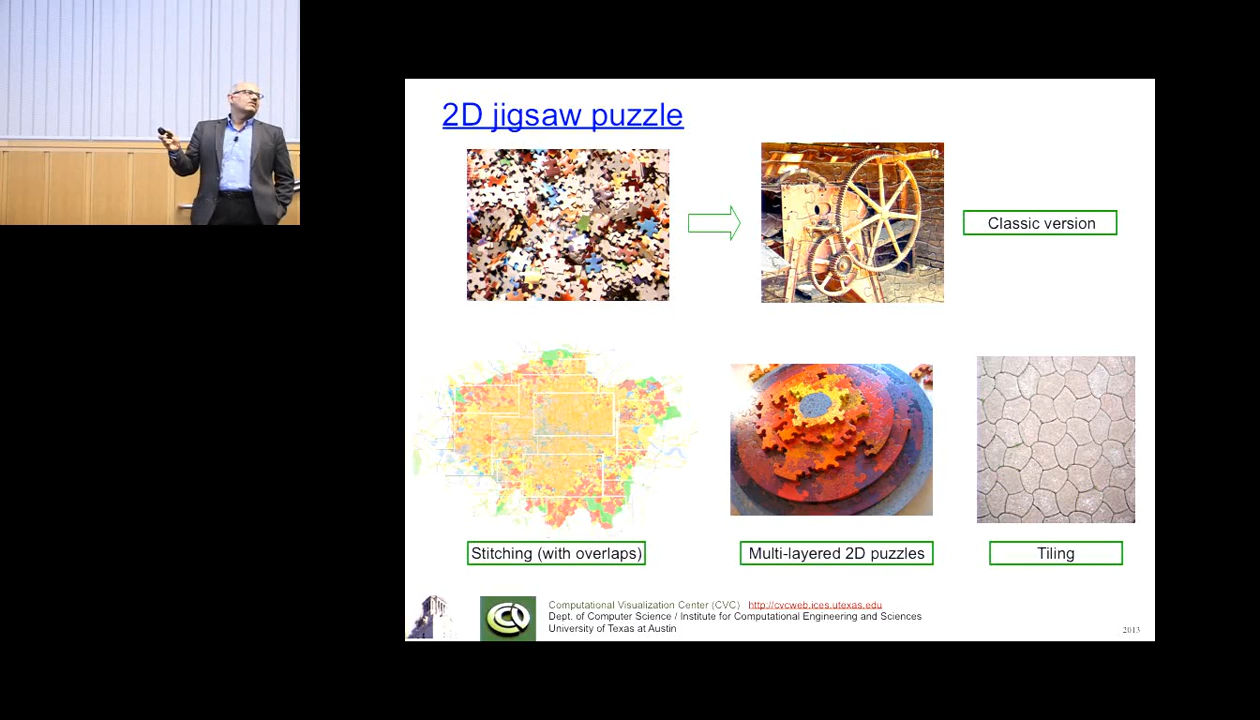 2D jigsaw puzzle
Classic version
Stitching (with overlaps)
Multi-layered 2D puzzles
Tiling
Computational Visualization Center (CVC) http://cvcweb.ices.utexas.edu
Dept. of Computer Science / Institute for Computational Engineering and Sciences
University of Texas at Austin
2013